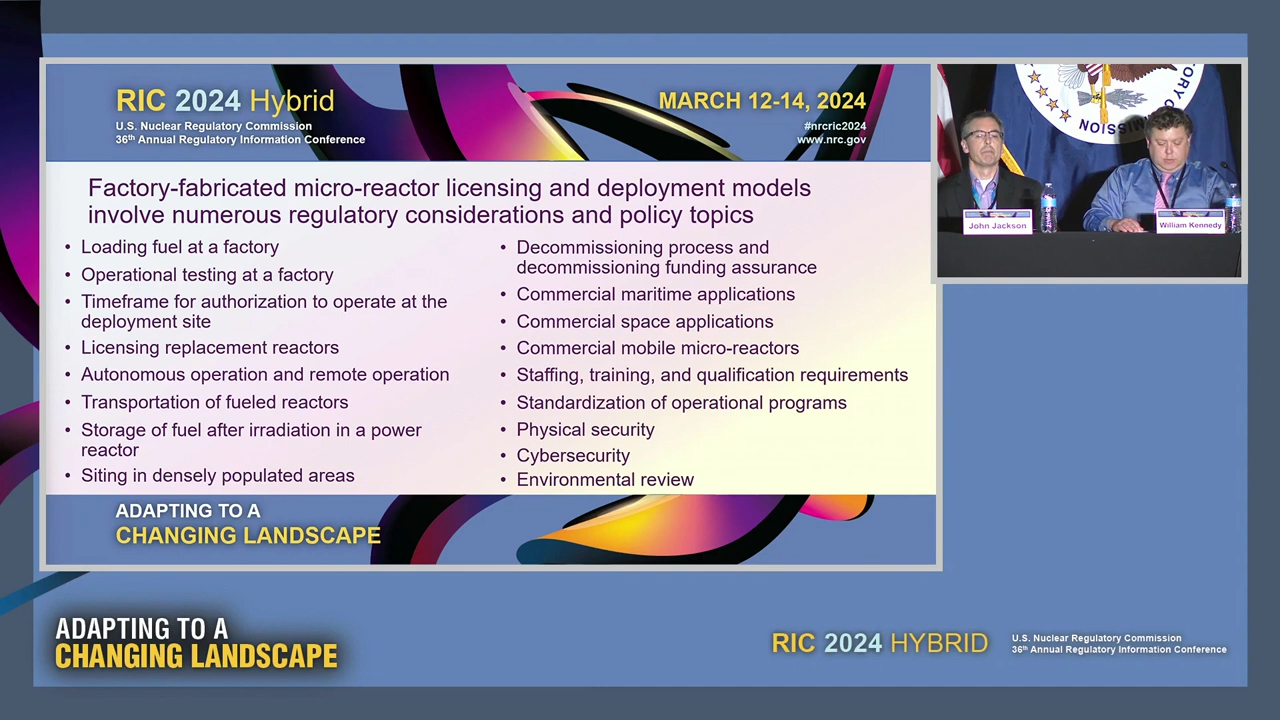 RIC 2024 Hybrid
U.S. Nuclear Regulatory Commission
36th Annual Regulatory Information Conference
MARCH 12-14, 2024
#nrcric2024
www.nrc.gov
Factory-fabricated micro-reactor licensing and deployment models
involve numerous regulatory considerations and policy topics
• Loading fuel at a factory
• Operational testing at a factory
• Timeframe for authorization to operate at the
deployment site
• Licensing replacement reactors
• Autonomous operation and remote operation
• Transportation of fueled reactors
• Storage of fuel after irradiation in a power
reactor
• Siting in densely populated areas
• Decommissioning process and
decommissioning funding assurance
• Commercial maritime applications
• Commercial space applications
• Commercial mobile micro-reactors
• Staffing, training, and qualification requirements
• Standardization of operational programs
• Physical security
• Cybersecurity
• Environmental review
ADAPTING TO A
CHANGING LANDSCAPE
John Jackson
William Kennedy
ADAPTING TO A
CHANGING LANDSCAPE
RIC 2024 HYBRID
U.S. Nuclear Regulatory Commission
36th Annual Regulatory Information Conference